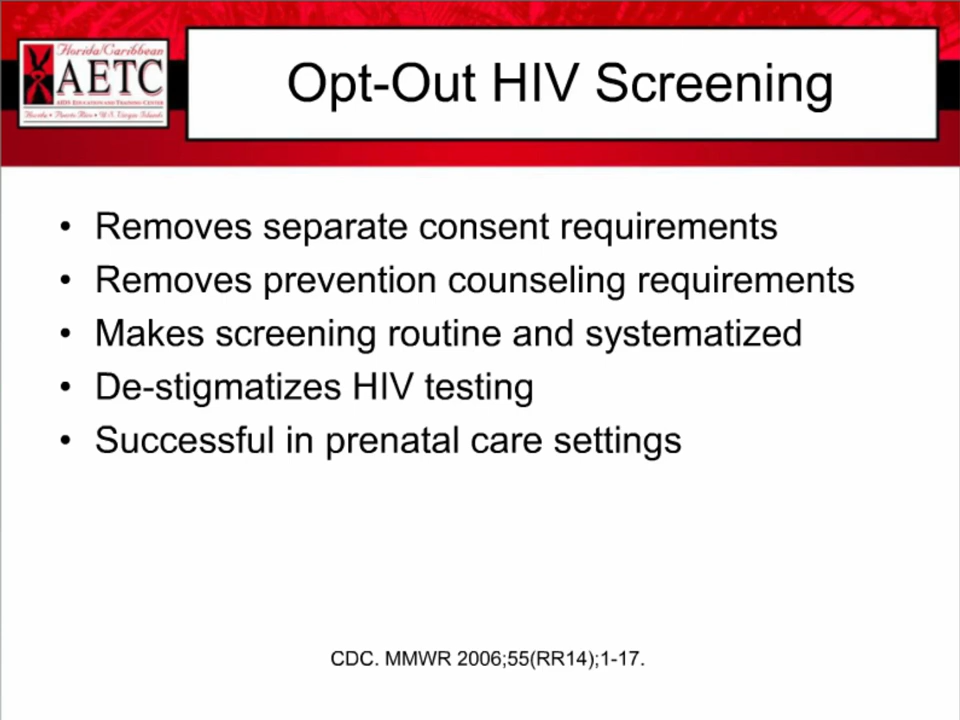 Florida/Caribbean
AETC
AIDS EDUCATION AND TRAINING CENTER
Florida • Puerto Rico • U.S. Virgin Islands
Opt-Out HIV Screening
• Removes separate consent requirements
• Removes prevention counseling requirements
• Makes screening routine and systematized
• De-stigmatizes HIV testing
• Successful in prenatal care settings
CDC. MMWR 2006;55(RR14);1-17.